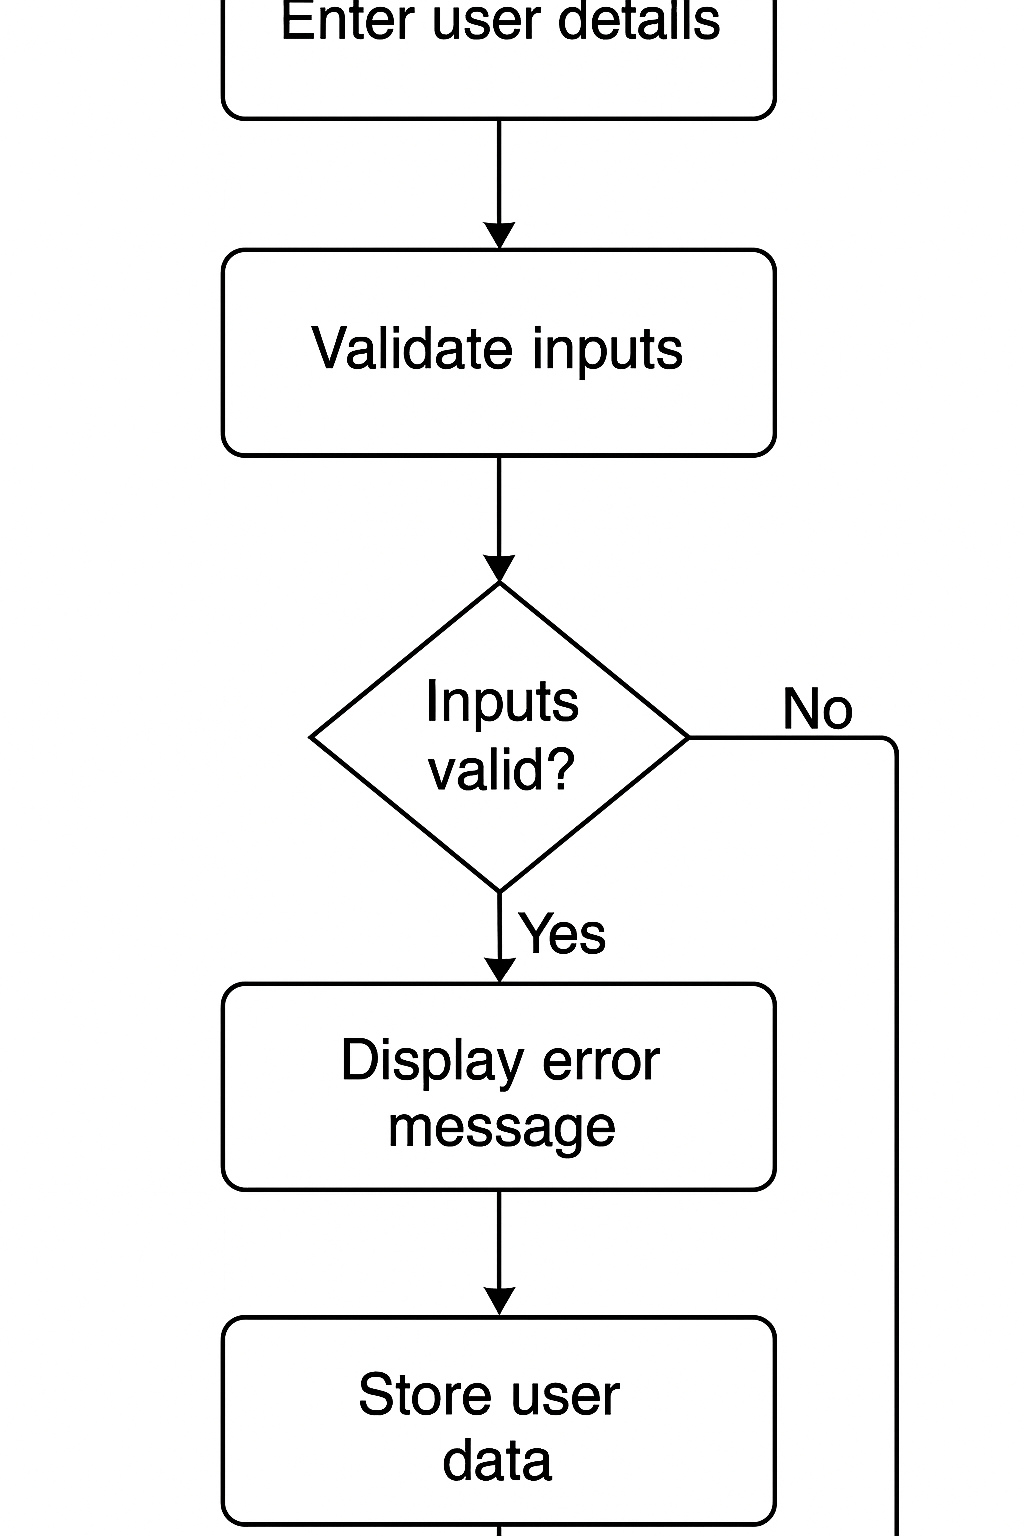 Enter user details
Validate inputs
Inputs
valid?
No
Yes
Display error
message
Store user
data